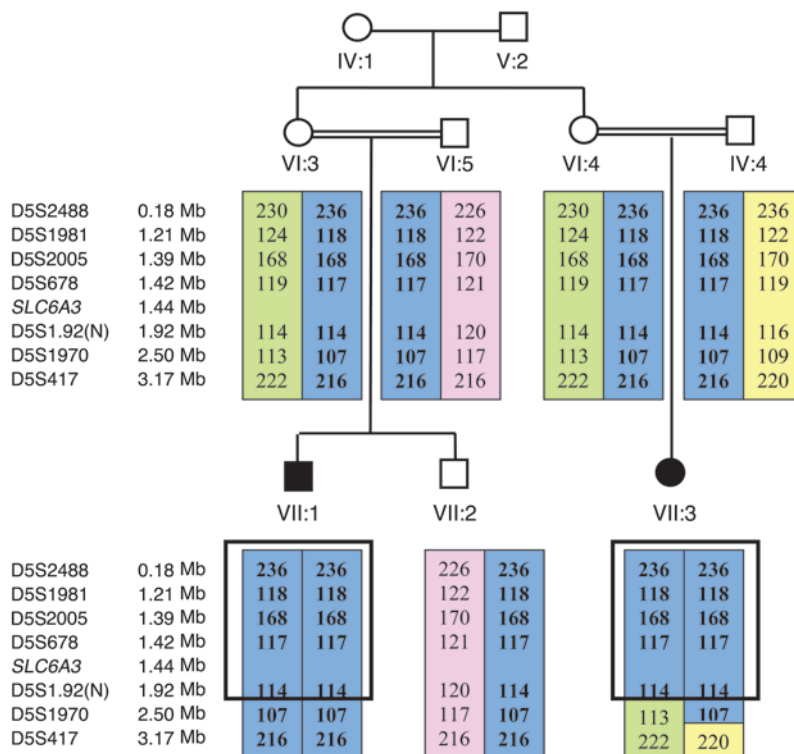 IV:1 V:2
VI:3 VI:5 VI:4 IV:4
D5S2488 0.18 Mb 230 236 236 226 230 236 236 236
D5S1981 1.21 Mb 124 118 118 122 124 118 118 122
D5S2005 1.39 Mb 168 168 168 170 168 168 168 170
D5S678 1.42 Mb 119 117 117 121 119 117 117 119
SLC6A3 1.44 Mb
D5S1.92(N) 1.92 Mb 114 114 114 120 114 114 114 116
D5S1970 2.50 Mb 113 107 107 117 113 107 107 109
D5S417 3.17 Mb 222 216 216 216 222 216 216 220
VII:1 VII:2 VII:3
D5S2488 0.18 Mb 236 236 226 236 236 236
D5S1981 1.21 Mb 118 118 122 118 118 118
D5S2005 1.39 Mb 168 168 170 168 168 168
D5S678 1.42 Mb 117 117 121 117 117 117
SLC6A3 1.44 Mb
D5S1.92(N) 1.92 Mb 114 114 120 114 114 114
D5S1970 2.50 Mb 107 107 117 107 113 107
D5S417 3.17 Mb 216 216 216 216 222 220